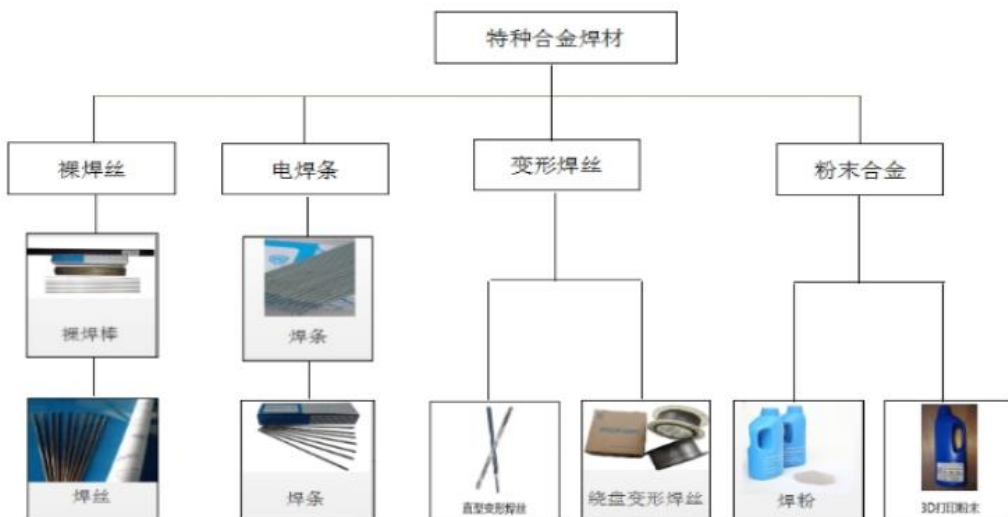 特种合金焊材
裸焊丝
电焊条
变形焊丝
粉末合金
裸焊棒
焊条
焊丝
焊条
直型变形焊丝
绕盘变形焊丝
焊粉
3D打印粉末